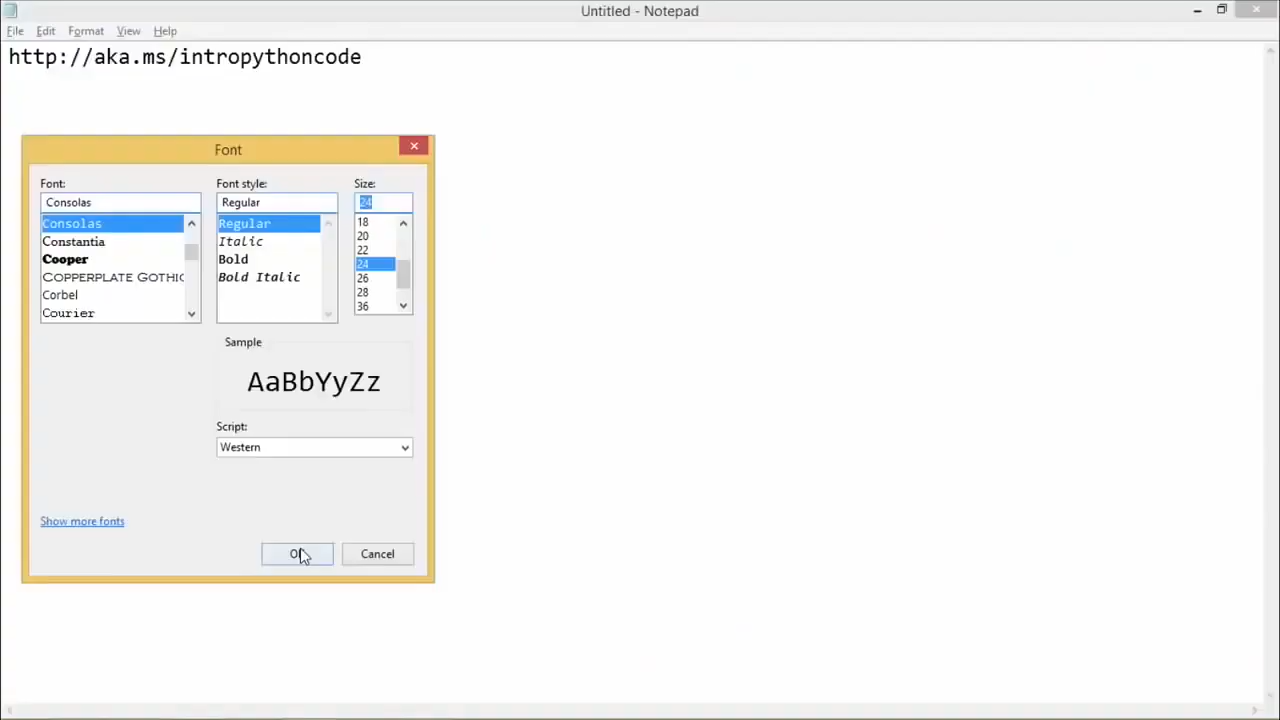 Untitled - Notepad
File Edit Format View Help
http://aka.ms/intropythoncode
Font
Font: Font style: Size:
Consolas Regular 24
Consolas Regular 18
Constantia Italic 20
Cooper Bold 22
Copperplate Gothic Bold Italic 24
Corbel 26
Courier 28
36
Sample
AaBbYyZz
Script:
Western
Show more fonts
Cancel